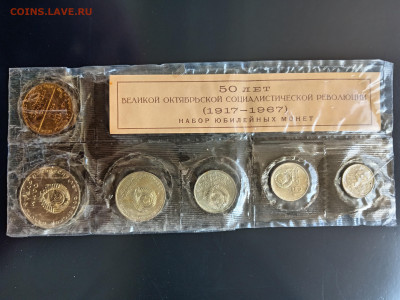 COINS.LAVE.RU
50 ЛЕТ
ВЕЛИКОЙ ОКТЯБРЬСКОЙ СОЦИАЛИСТИЧЕСКОЙ РЕВОЛЮЦИИ
(1917—1967)
НАБОР ЮБИЛЕЙНЫХ МОНЕТ